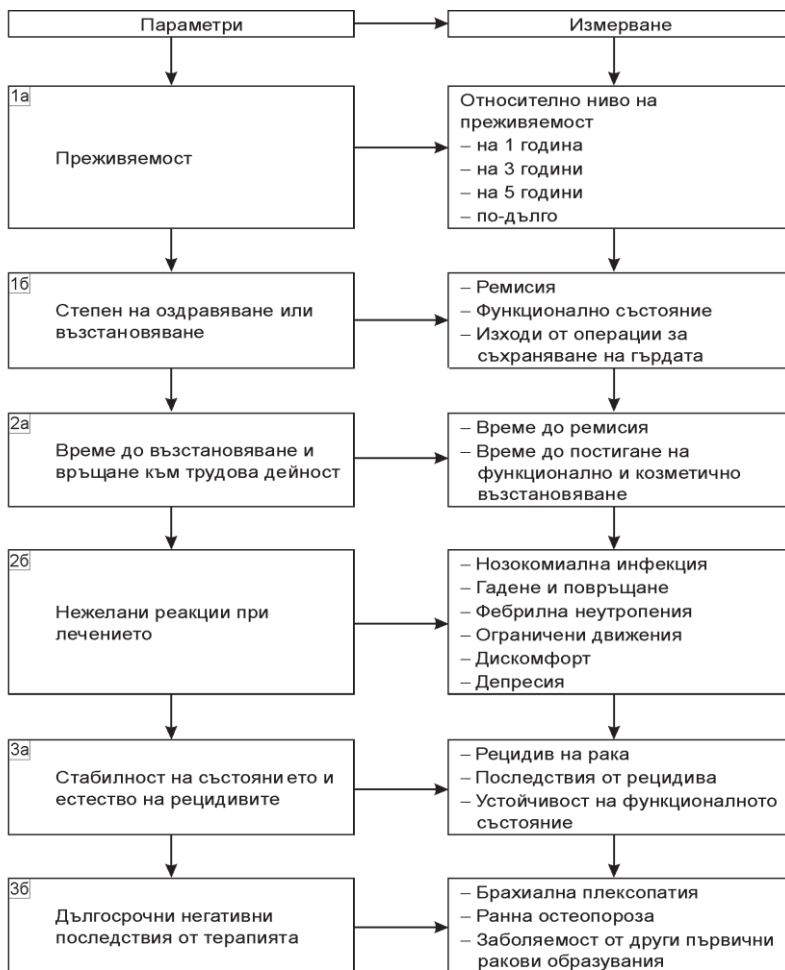 Параметри
Измерване
1а
Преживяемост
Относително ниво на
преживяемост
– на 1 година
– на 3 години
– на 5 години
– по-дълго
1б
Степен на оздравяване или
възстановяване
– Ремисия
– Функционално състояние
– Изходи от операции за
съхраняване на гърдата
2а
Време до възстановяване и
връщане към трудова дейност
– Време до ремисия
– Време до постигане на
функционално и козметично
възстановяване
2б
Нежелани реакции при
лечението
– Нозокомиална инфекция
– Гадене и повръщане
– Фебрилна неутропения
– Ограничени движения
– Дискомфорт
– Депресия
3а
Стабилност на състояни ето и
естество на рецидивите
– Рецидив на рака
– Последствия от рецидива
– Устойчивост на функционалното
състояние
3б
Дългосрочни негативни
последствия от терапията
– Брахиална плексопатия
– Ранна остеопороза
– Заболяемост от други първични
ракови образувания